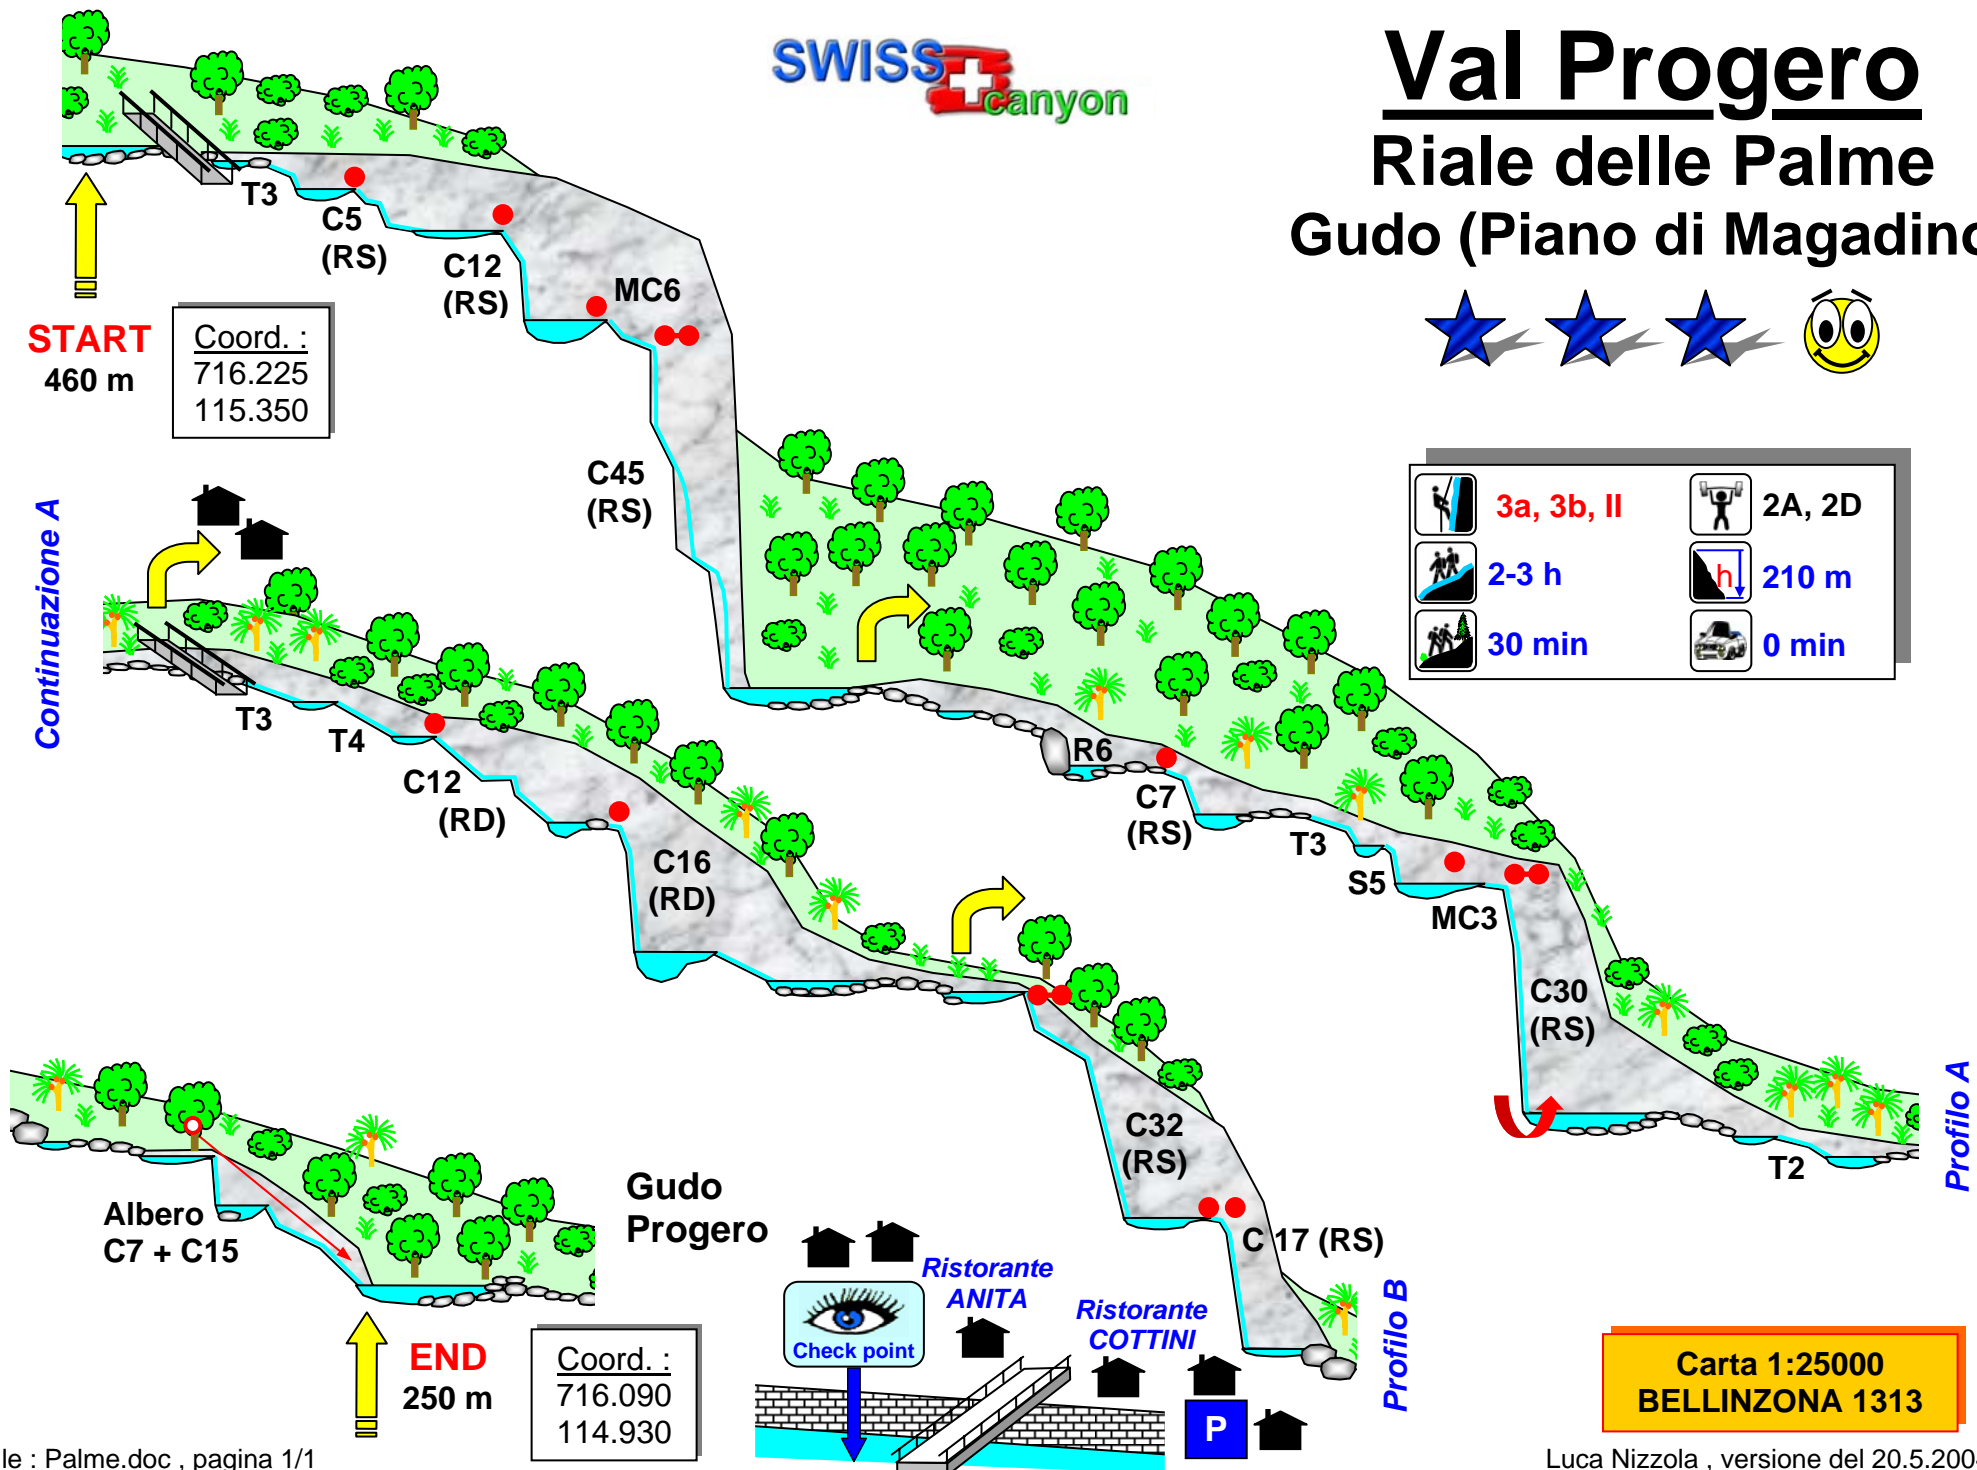 SWISS
canyon
Val Progero
Riale delle Palme
Gudo (Piano di Magadino
T3
C5
(RS)
C12
(RS)
MC6
START
460 m
Coord. :
716.225
115.350
C45
(RS)
3a, 3b, II
2A, 2D
2-3 h
h
210 m
30 min
0 min
Continuazione A
T3
T4
C12
(RD)
C16
(RD)
R6
C7
(RS)
T3
S5
MC3
C30
(RS)
T2
Profilo A
C32
(RS)
C 17 (RS)
Profilo B
Albero
C7 + C15
Gudo
Progero
Ristorante
ANITA
Ristorante
COTTINI
Check point
P
END
250 m
Coord. :
716.090
114.930
Carta 1:25000
BELLINZONA 1313
le : Palme.doc , pagina 1/1
Luca Nizzola , versione del 20.5.200